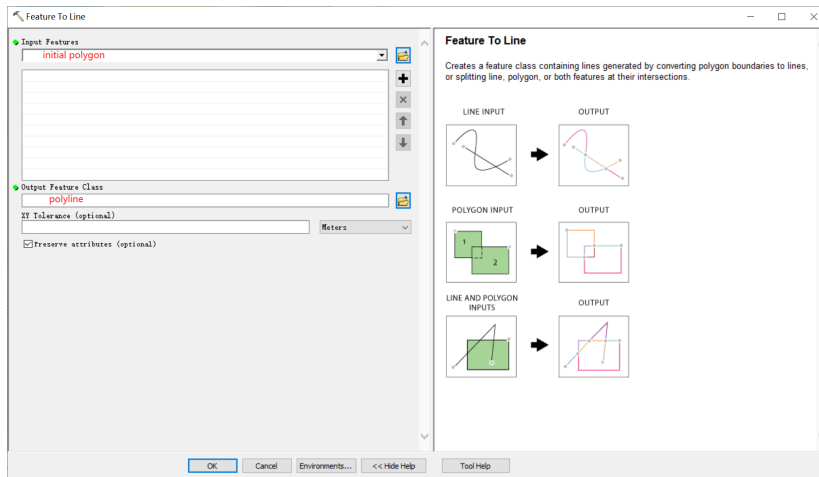 Feature To Line
Input Features
initial polygon
Output Feature Class
polyline
XY Tolerance (optional)
Meters
Preserve attributes (optional)
OK
Cancel
Environments...
<< Hide Help
Tool Help
Feature To Line
Creates a feature class containing lines generated by converting polygon boundaries to lines,
or splitting line, polygon, or both features at their intersections.
LINE INPUT
OUTPUT
POLYGON INPUT
OUTPUT
1
2
LINE AND POLYGON
INPUTS
OUTPUT